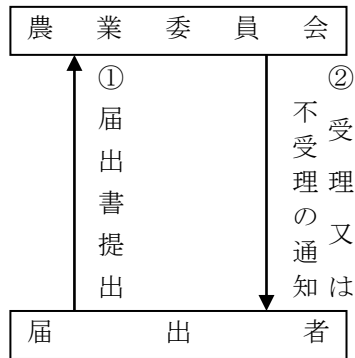 農業委員会
①届出書提出
②受理又は
不受理の通知
届出者